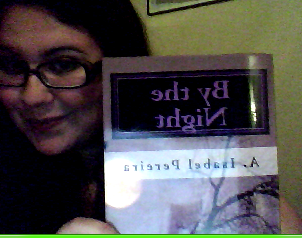 By the
Night
A. Isabel Pereira